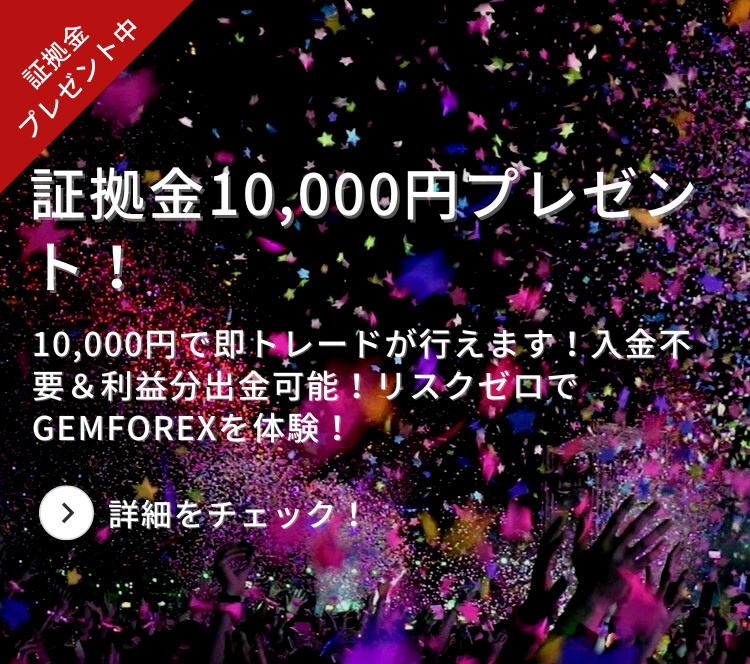 証拠金
プレゼント中
証拠金10,000円プレゼン
ト！
10,000円で即トレードが行えます！入金不
要＆利益分出金可能！リスクゼロで
GEMFOREXを体験！
詳細をチェック！